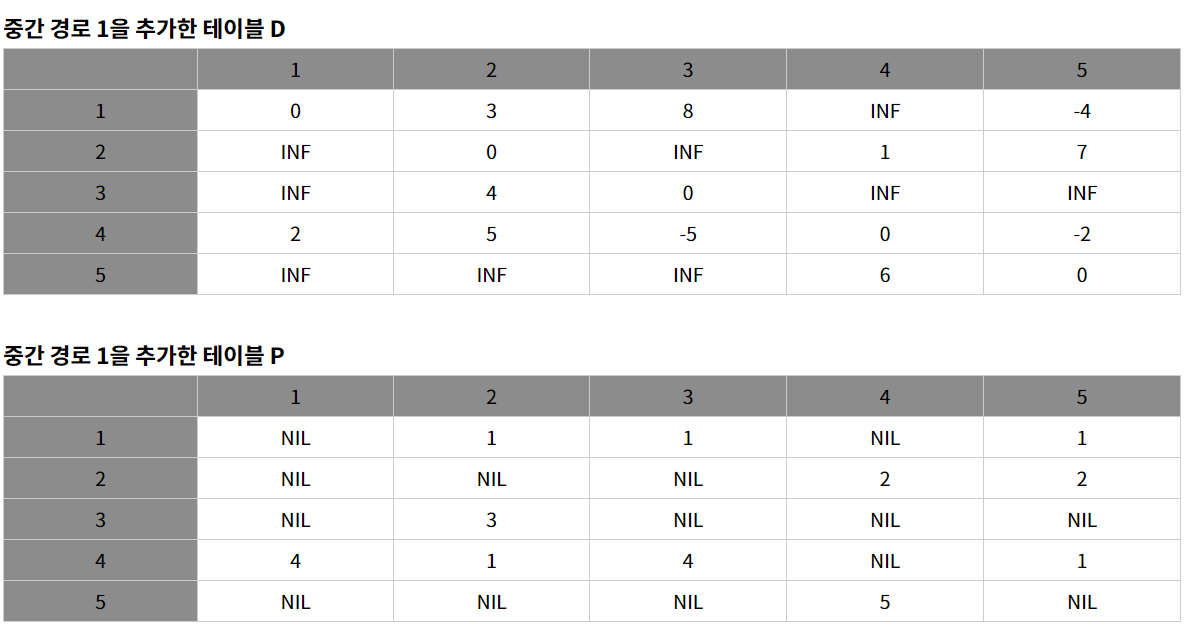 중간 경로 1을 추가한 테이블 D
1 2 3 4 5
1 0 3 8 INF -4
2 INF 0 INF 1 7
3 INF 4 0 INF INF
4 2 5 -5 0 -2
5 INF INF INF 6 0
중간 경로 1을 추가한 테이블 P
1 2 3 4 5
1 NIL 1 1 NIL 1
2 NIL NIL NIL 2 2
3 NIL 3 NIL NIL NIL
4 4 1 4 NIL 1
5 NIL NIL NIL 5 NIL